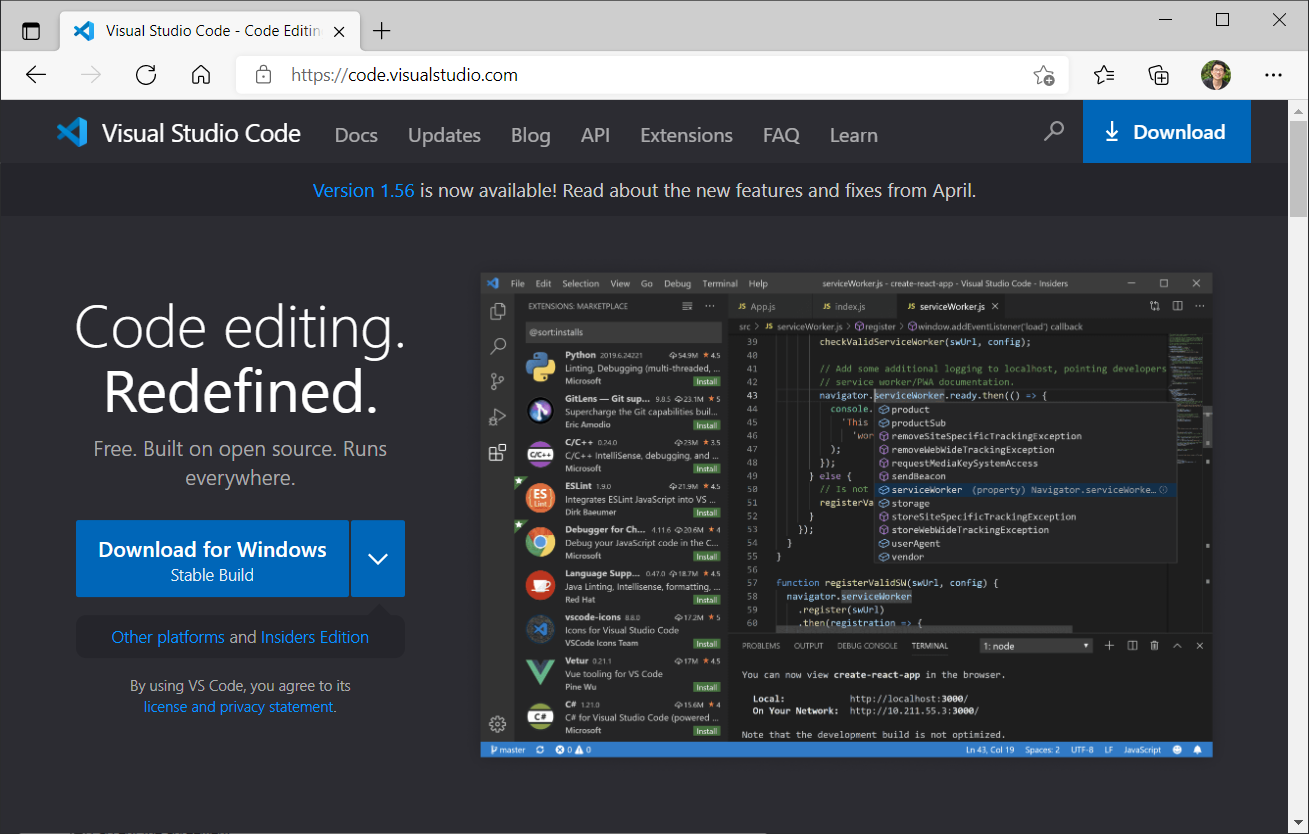 Visual Studio Code - Code Editin
https://code.visualstudio.com
Visual Studio Code Docs Updates Blog API Extensions FAQ Learn Download
Version 1.56 is now available! Read about the new features and fixes from April.
Code editing.
Redefined.
Free. Built on open source. Runs
everywhere.
Download for Windows
Stable Build
Other platforms and Insiders Edition
By using VS Code, you agree to its
license and privacy statement.
File Edit Selection View Go Debug Terminal Help serviceWorker.js - create-react-app - Visual Studio Code - Insiders
EXTENSIONS: MARKETPLACE
@sort:installs
Python 2019.6.24221 54.9M ★ 4.5
Linting, Debugging (multi-threaded, ...
Microsoft Install
GitLens — Git sup... 9.8.5 23.1M ★ 5
Supercharge the Git capabilities buil...
Eric Amodio Install
C/C++
C/C++ 0.24.0 23M ★ 3.5
C/C++ IntelliSense, debugging, and ...
Microsoft Install
ES
Lint
ESLint 1.9.0 21.9M ★ 4.5
Integrates ESLint JavaScript into VS ...
Dirk Baeumer Install
Debugger for Ch... 4.11.6 20.6M ★ 4
Debug your JavaScript code in the C...
Microsoft Install
Language Supp... 0.47.0 18.7M ★ 4.5
Java Linting, Intellisense, formatting, ...
Red Hat Install
vscode-icons 8.8.0 17.2M ★ 5
Icons for Visual Studio Code
VSCode Icons Team Install
Vetur 0.21.1 17M ★ 4.5
Vue tooling for VS Code
Pine Wu Install
C#
C# 1.21.0 15.6M ★ 4
C# for Visual Studio Code (powered ...
Microsoft Install
JS App.js JS index.js JS serviceWorker.js
src > JS serviceWorker.js > register > window.addEventListener('load') callback
39 checkValidServiceWorker(swUrl, config);
40
41 // Add some additional logging to localhost, pointing developers
42 // service worker/PWA documentation.
43 navigator.serviceWorker.ready.then(() => {
44 console.
45 'This
46 'wor
47 );
48 });
49 } else {
50 // Is not
51 registerVa
52 }
53 });
54 }
55 }
56
57 function registerValidSW(swUrl, config) {
58 navigator.serviceWorker
59 .register(swUrl)
60 .then(registration => {
product
productSub
removeSiteSpecificTrackingException
removeWebWideTrackingException
requestMediaKeySystemAccess
sendBeacon
serviceWorker (property) Navigator.serviceWorke...
storage
storeSiteSpecificTrackingException
storeWebWideTrackingException
userAgent
vendor
PROBLEMS OUTPUT DEBUG CONSOLE TERMINAL 1: node
You can now view create-react-app in the browser.
Local: http://localhost:3000/
On Your Network: http://10.211.55.3:3000/
Note that the development build is not optimized.
master 0 0 Ln 43, Col 19 Spaces: 2 UTF-8 LF JavaScript